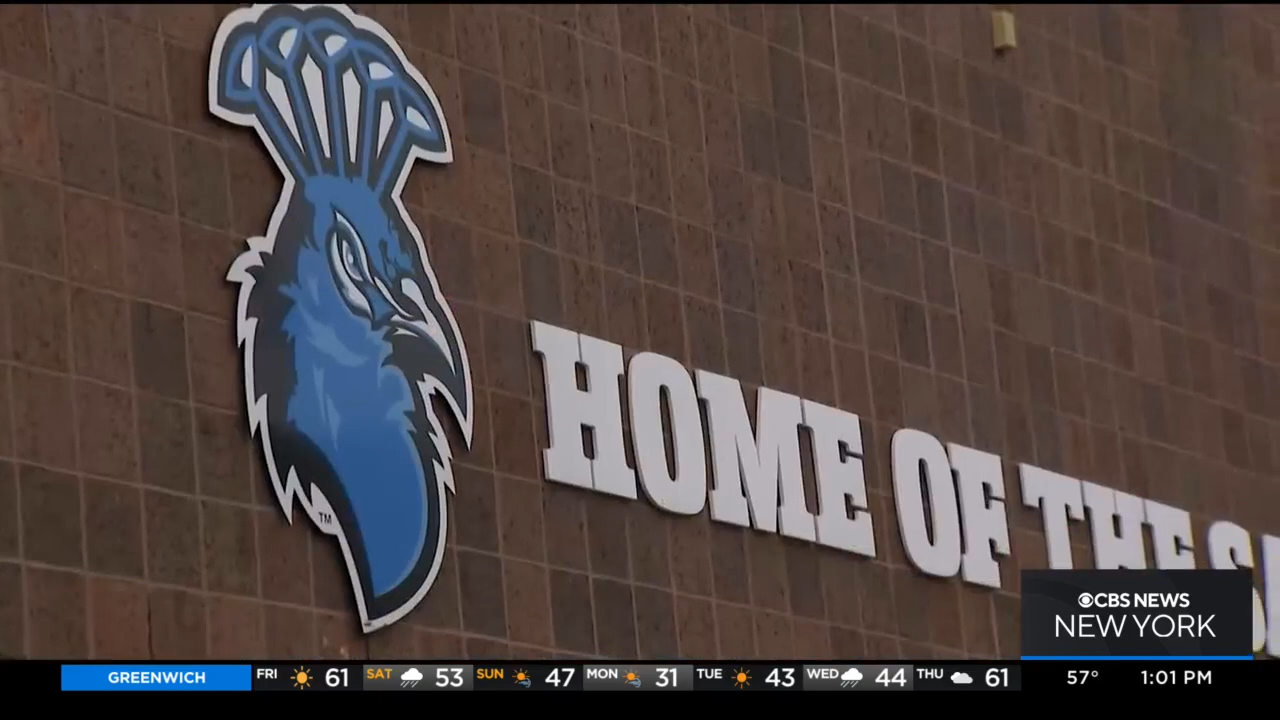 HOME OF THE
TM
CBS NEWS
NEW YORK
GREENWICH FRI 61 SAT 53 SUN 47 MON 31 TUE 43 WED 44 THU 61 57° 1:01 PM